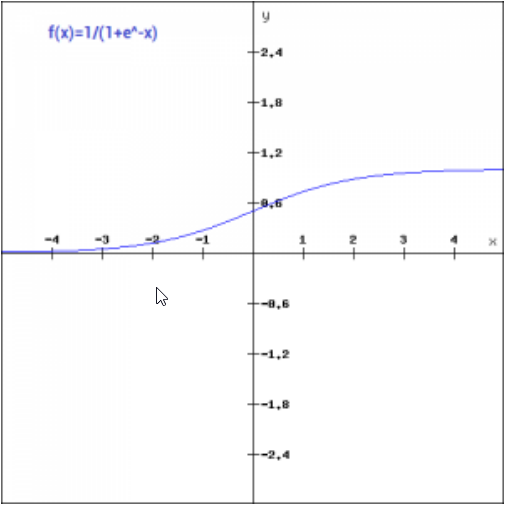 y
f(x)=1/(1+e^-x)
2,4
1,8
1,2
0,6
-4 -3 -2 -1 1 2 3 4 x
-0,6
-1,2
-1,8
-2,4